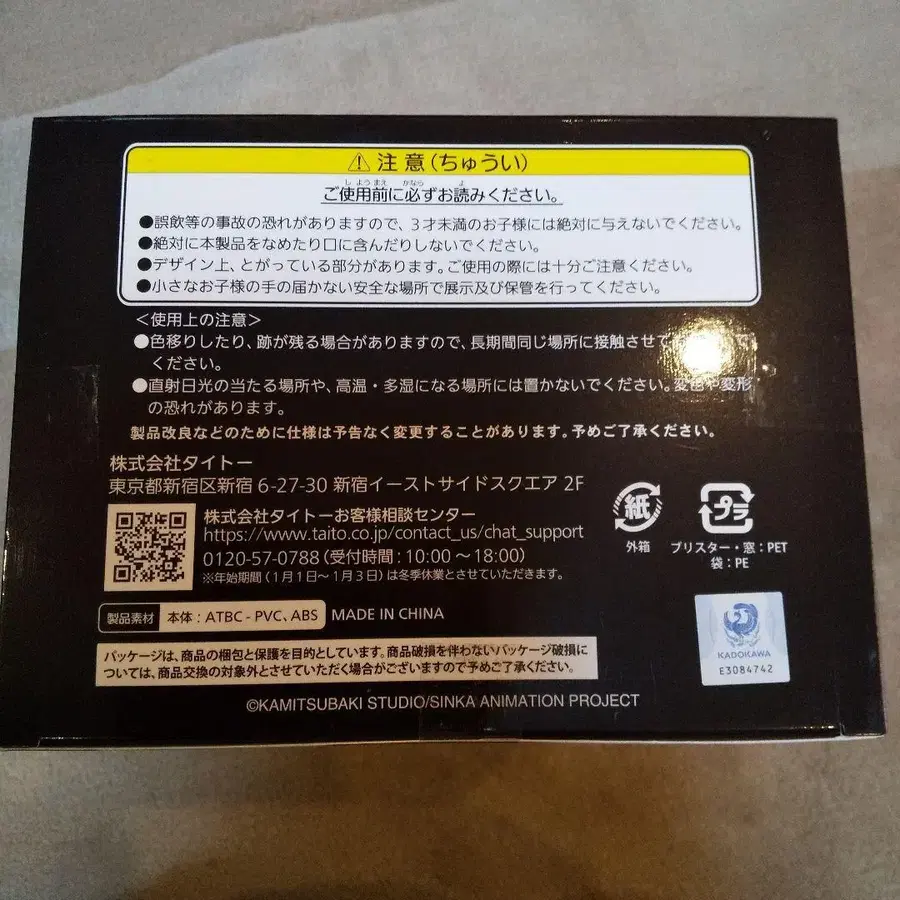 ⚠ 注意(ちゅうい)
ご使用前に必ずお読みください。
●誤飲等の事故の恐れがありますので、3才未満のお子様には絶対に与えないでください。
●絶対に本製品をなめたり口に含んだりしないでください。
●デザイン上、とがっている部分があります。ご使用の際には十分ご注意ください。
●小さなお子様の手の届かない安全な場所で展示及び保管を行ってください。
<使用上の注意>
●色移りしたり、跡が残る場合がありますので、長期間同じ場所に接触させて
ください。
●直射日光の当たる場所や、高温・多湿になる場所には置かないでください。変色や変形
の恐れがあります。
製品改良などのために仕様は予告なく変更することがあります。予めご了承ください。
株式会社タイトー
東京都新宿区新宿 6-27-30 新宿イーストサイドスクエア 2F
株式会社タイトーお客様相談センター
https://www.taito.co.jp/contact_us/chat_support
0120-57-0788(受付時間:10:00~18:00)
※年始期間(1月1日~1月3日)は冬季休業とさせていただきます。
紙
外箱
プラ
ブリスター・窓:PET
袋:PE
製品素材 本体:ATBC-PVC、ABS MADE IN CHINA
パッケージは、商品の梱包と保護を目的としています。商品破損を伴わないパッケージ破損に
ついては、商品交換の対象外とさせていただく場合がございますので予めご了承ください。
KADOKAWA
E3084742
©KAMITSUBAKI STUDIO/SINKA ANIMATION PROJECT